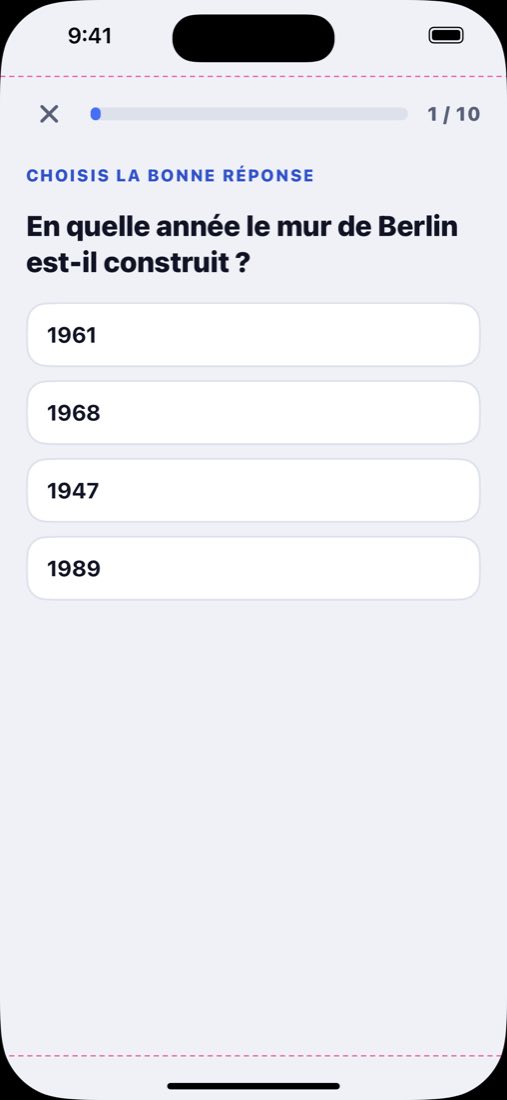 9:41
1 / 10
CHOISIS LA BONNE RÉPONSE
En quelle année le mur de Berlin
est-il construit ?
1961
1968
1947
1989